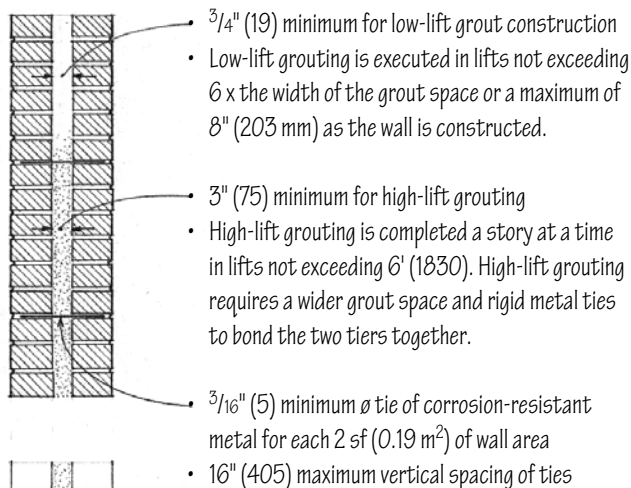 • 3/4" (19) minimum for low-lift grout construction
• Low-lift grouting is executed in lifts not exceeding
6 x the width of the grout space or a maximum of
8" (203 mm) as the wall is constructed.
• 3" (75) minimum for high-lift grouting
• High-lift grouting is completed a story at a time
in lifts not exceeding 6' (1830). High-lift grouting
requires a wider grout space and rigid metal ties
to bond the two tiers together.
• 3/16" (5) minimum ø tie of corrosion-resistant
metal for each 2 sf (0.19 m²) of wall area
• 16" (405) maximum vertical spacing of ties